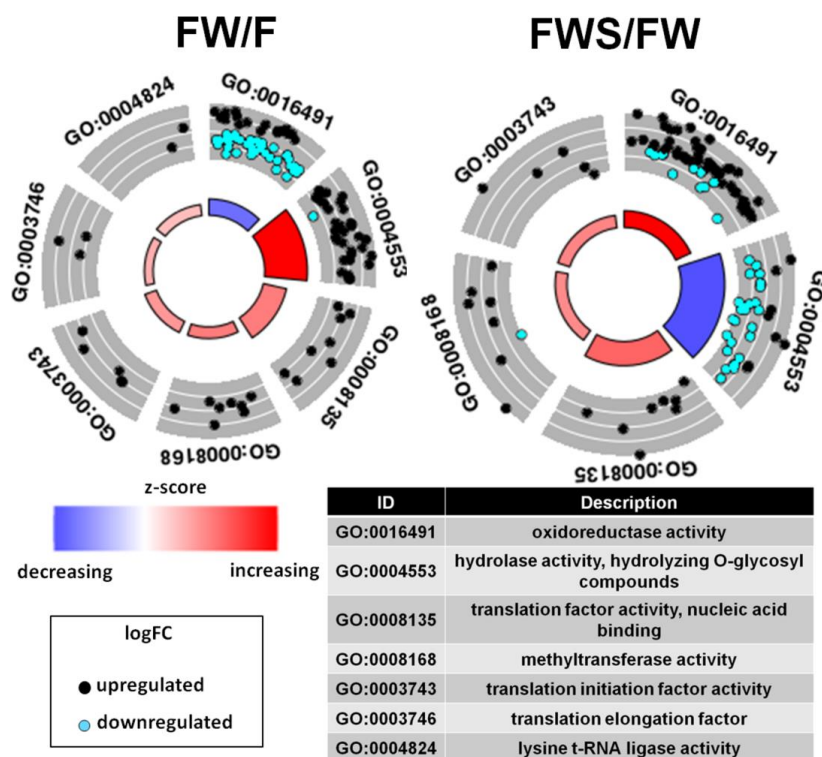 FW/F
FWS/FW
GO:0004824
GO:0016491
GO:0004553
GO:0008135
GO:0008168
GO:0003743
GO:0003746
GO:0003743
GO:0016491
GO:0004553
GO:0008135
GO:0008168
z-score
decreasing
increasing
logFC
upregulated
downregulated
ID Description
GO:0016491 oxidoreductase activity
GO:0004553 hydrolase activity, hydrolyzing O-glycosyl
compounds
GO:0008135 translation factor activity, nucleic acid
binding
GO:0008168 methyltransferase activity
GO:0003743 translation initiation factor activity
GO:0003746 translation elongation factor
GO:0004824 lysine t-RNA ligase activity